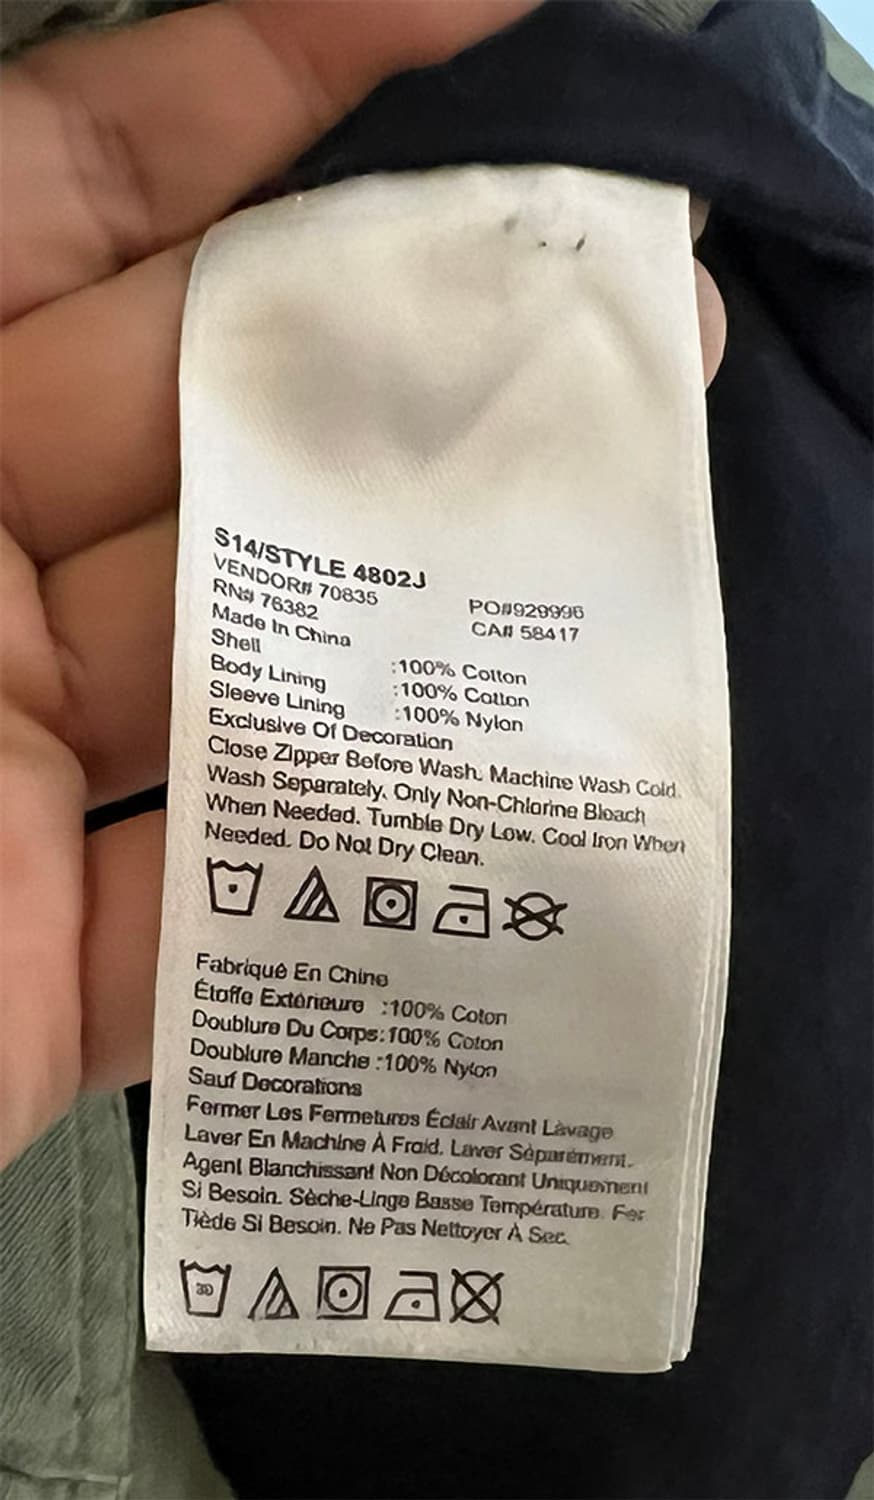 S14/STYLE 4802J
VENDOR# 70835 PO#929996
RN# 76382 CA# 58417
Made In China
Shell :100% Cotton
Body Lining :100% Cotton
Sleeve Lining :100% Nylon
Exclusive Of Decoration
Close Zipper Before Wash. Machine Wash Cold.
Wash Separately. Only Non-Chlorine Bleach
When Needed. Tumble Dry Low. Cool Iron When
Needed. Do Not Dry Clean.
Fabriqué En Chine
Étoffe Extérieure :100% Coton
Doublure Du Corps:100% Coton
Doublure Manche :100% Nylon
Sauf Decorations
Fermer Les Fermetures Éclair Avant Làvage
Laver En Machine À Froid. Laver Séparément.
Agent Blanchissant Non Décolorant Uniquement
Si Besoin. Sèche-Linge Basse Température. Fer
Tiède Si Besoin. Ne Pas Nettoyer À Sec.
30